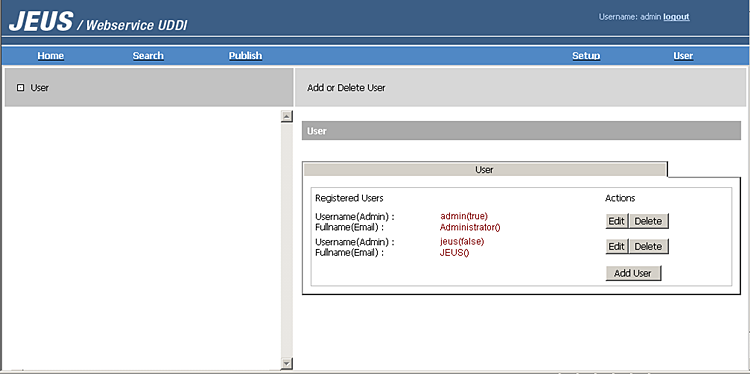 JEUS / Webservice UDDI
Username: admin logout
Home Search Publish Setup User
User
Add or Delete User
User
User
Registered Users Actions
Username(Admin) : admin(true)
Fullname(Email) : Administrator()
Edit Delete
Username(Admin) : jeus(false)
Fullname(Email) : JEUS()
Edit Delete
Add User